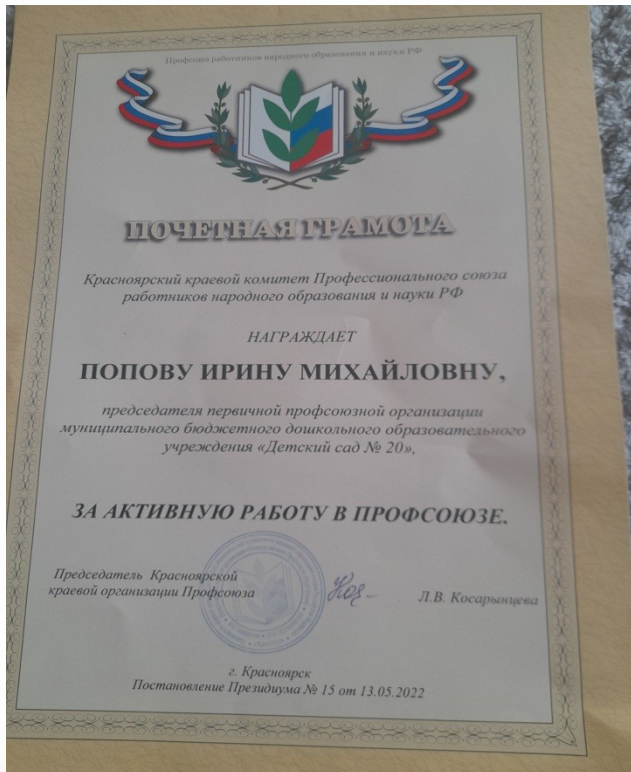 Профсоюз работников народного образования и науки РФ
ПОЧЕТНАЯ ГРАМОТА
Красноярский краевой комитет Профессионального союза
работников народного образования и науки РФ
НАГРАЖДАЕТ
ПОПОВУ ИРИНУ МИХАЙЛОВНУ,
председателя первичной профсоюзной организации
муниципального бюджетного дошкольного образовательного
учреждения «Детский сад № 20»,
ЗА АКТИВНУЮ РАБОТУ В ПРОФСОЮЗЕ.
Председатель Красноярской
краевой организации Профсоюза
Л.В. Косарынцева
г. Красноярск
Постановление Президиума № 15 от 13.05.2022